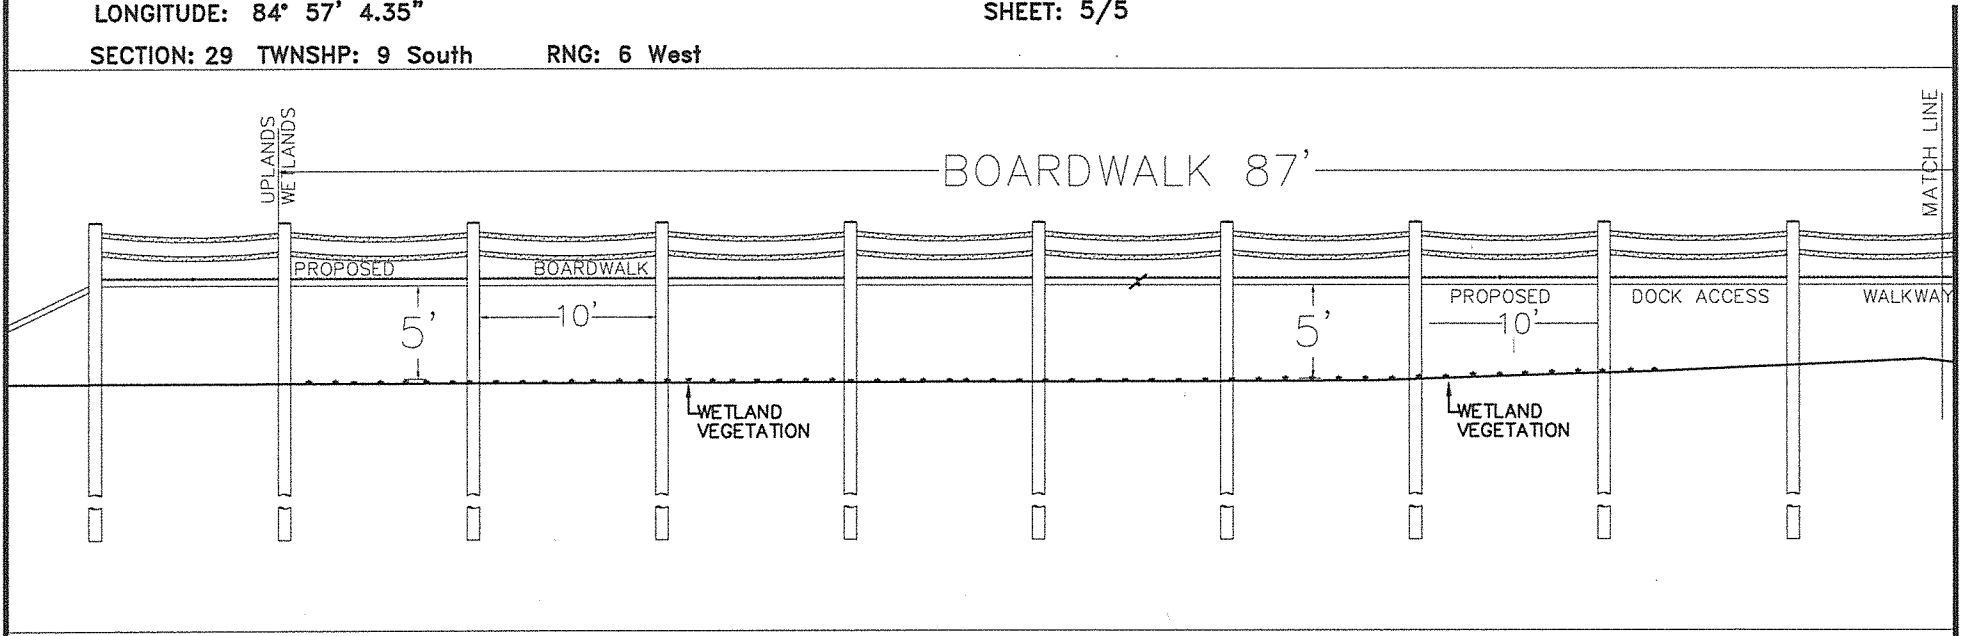 LONGITUDE: 84° 57' 4.35"
SHEET: 5/5
SECTION: 29 TWNSHP: 9 South RNG: 6 West
UPLANDS
WETLANDS
BOARDWALK 87'
MATCH LINE
PROPOSED BOARDWALK
PROPOSED DOCK ACCESS WALKWAY
5'
10'
5'
10'
WETLAND
VEGETATION
WETLAND
VEGETATION